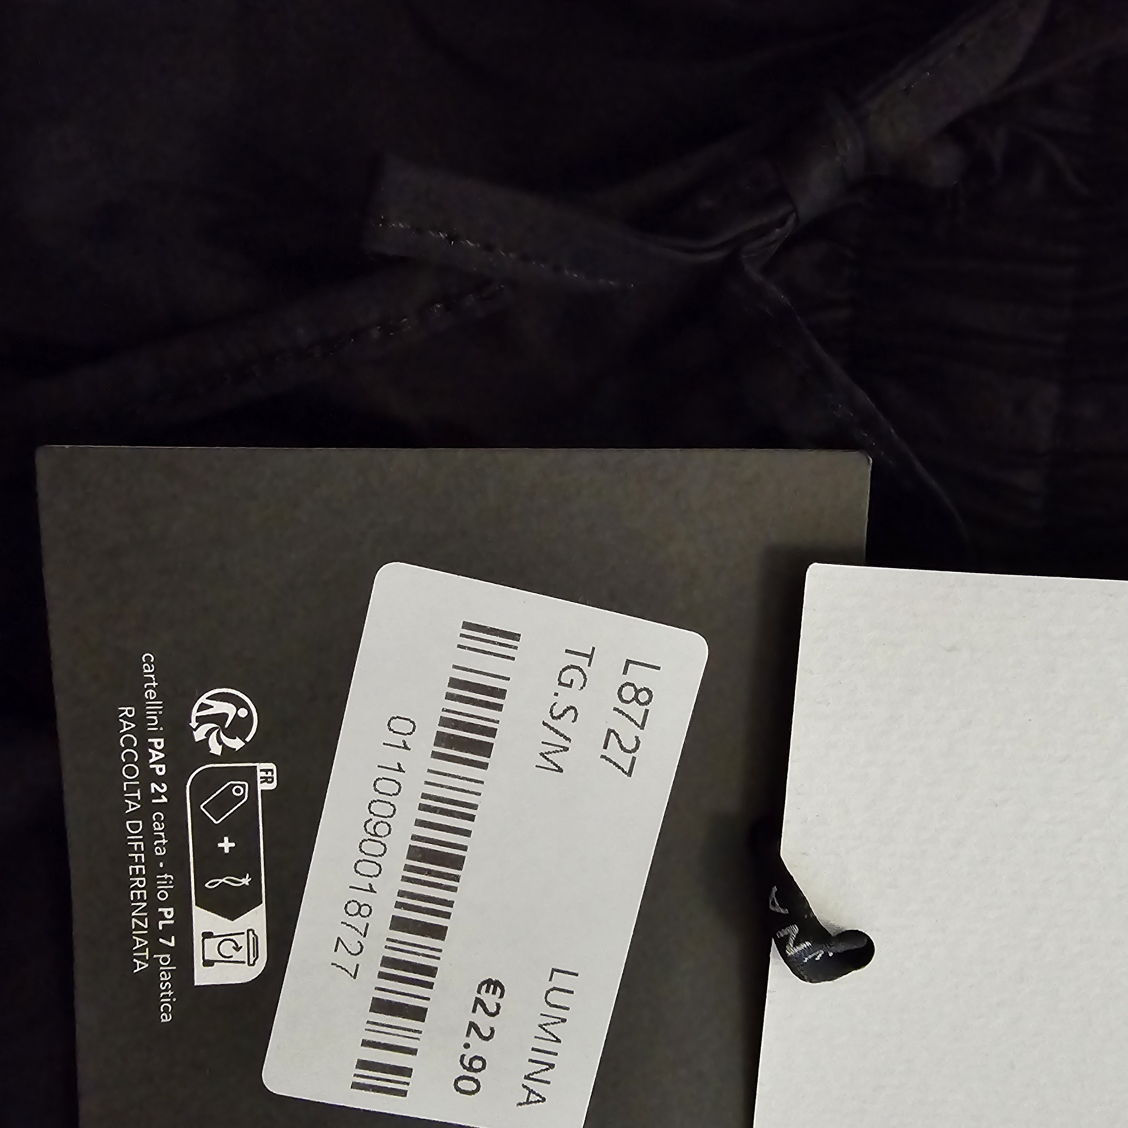 L8727
TG.S/M
LUMINA
€22.90
0110090018727
FR
cartellini PAP 21 carta - filo PL 7 plastica
RACCOLTA DIFFERENZIATA